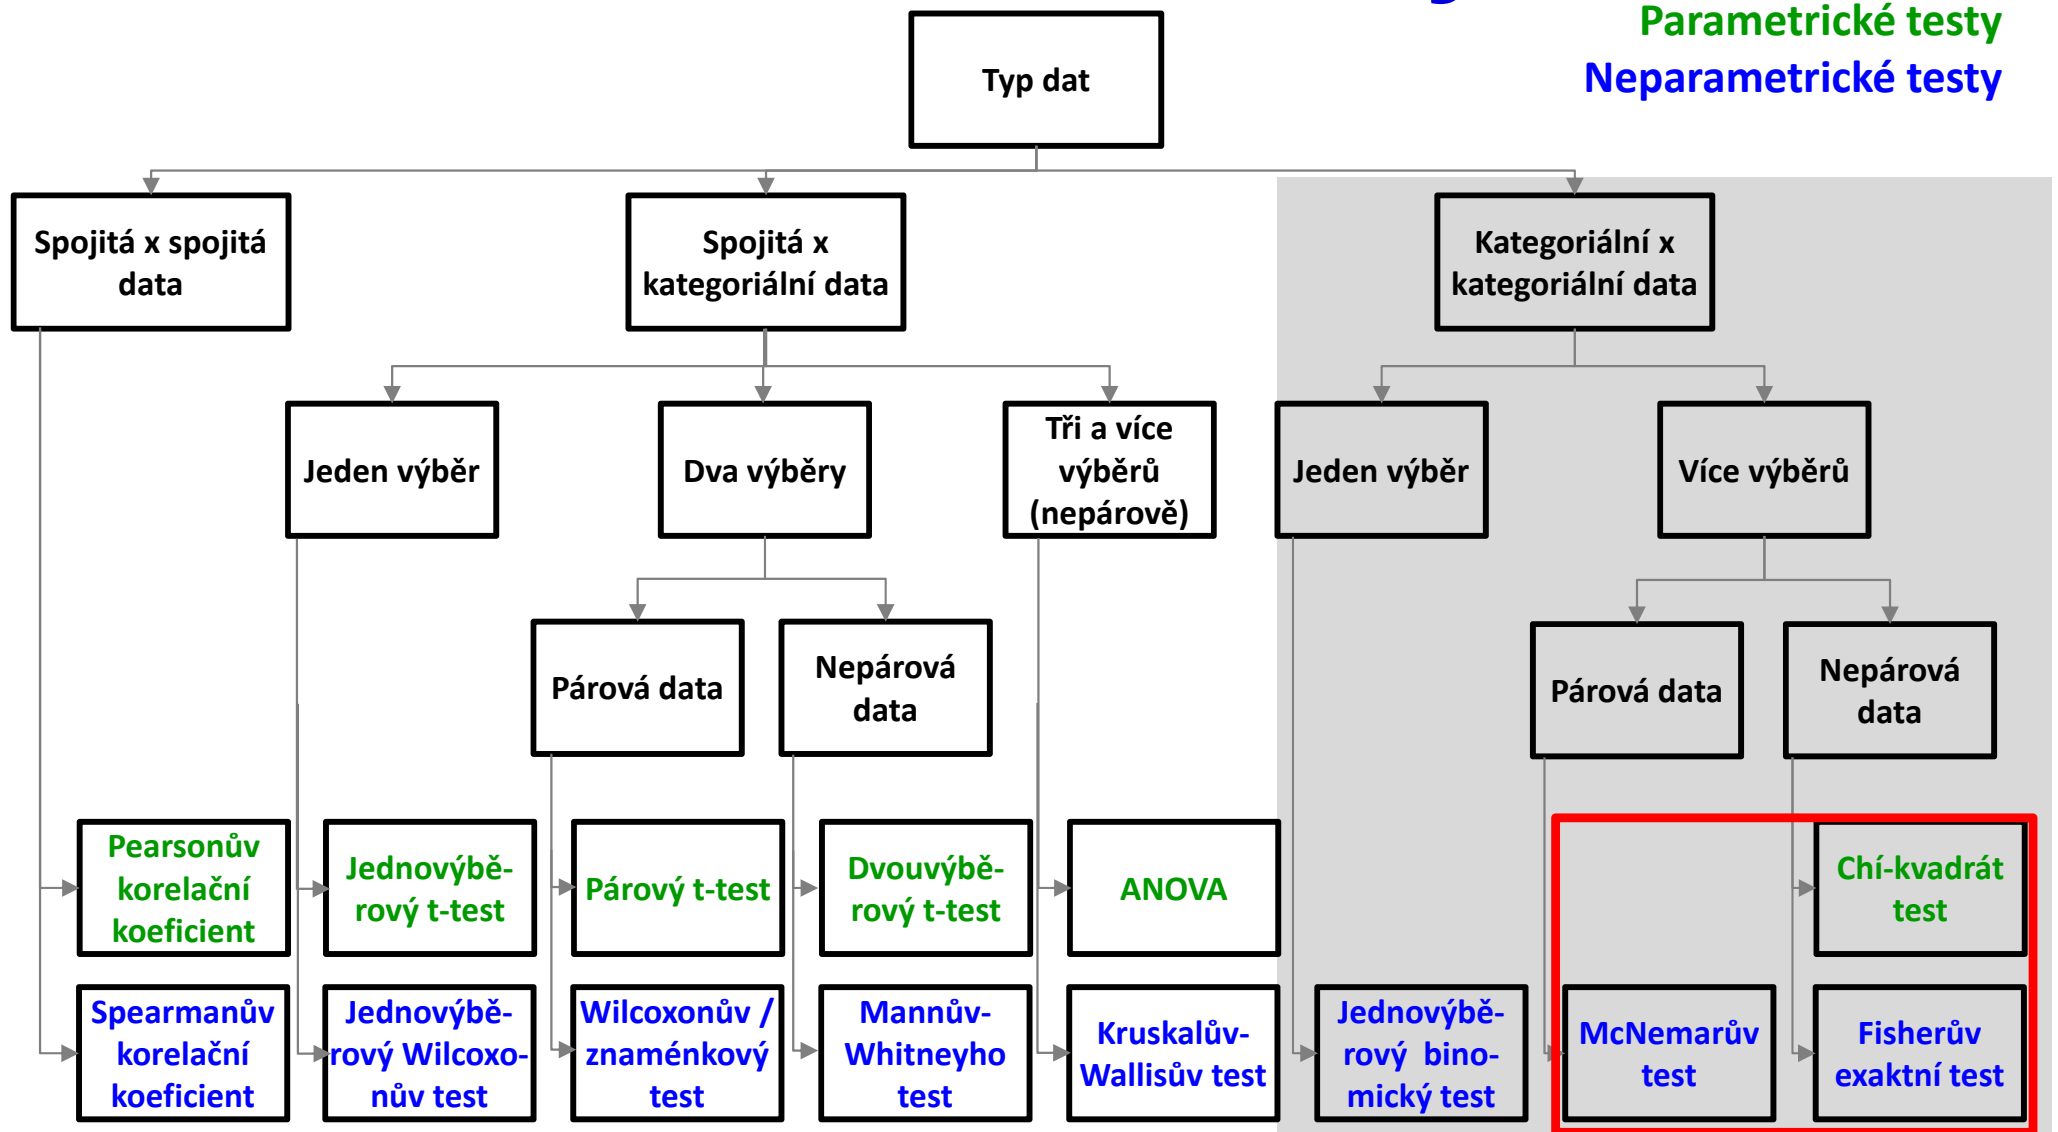 Parametrické testy
Neparametrické testy
Typ dat
Spojitá x spojitá
data
Spojitá x
kategoriální data
Kategoriální x
kategoriální data
Jeden výběr
Dva výběry
Tři a více
výběrů
(nepárově)
Jeden výběr
Více výběrů
Párová data
Nepárová
data
Párová data
Nepárová
data
Pearsonův
korelační
koeficient
Jednovýbě-
rový t-test
Párový t-test
Dvouvýbě-
rový t-test
ANOVA
Chí-kvadrát
test
Spearmanův
korelační
koeficient
Jednovýbě-
rový Wilcoxo-
nův test
Wilcoxonův /
znaménkový
test
Mannův-
Whitneyho
test
Kruskalův-
Wallisův test
Jednovýbě-
rový bino-
mický test
McNemarův
test
Fisherův
exaktní test